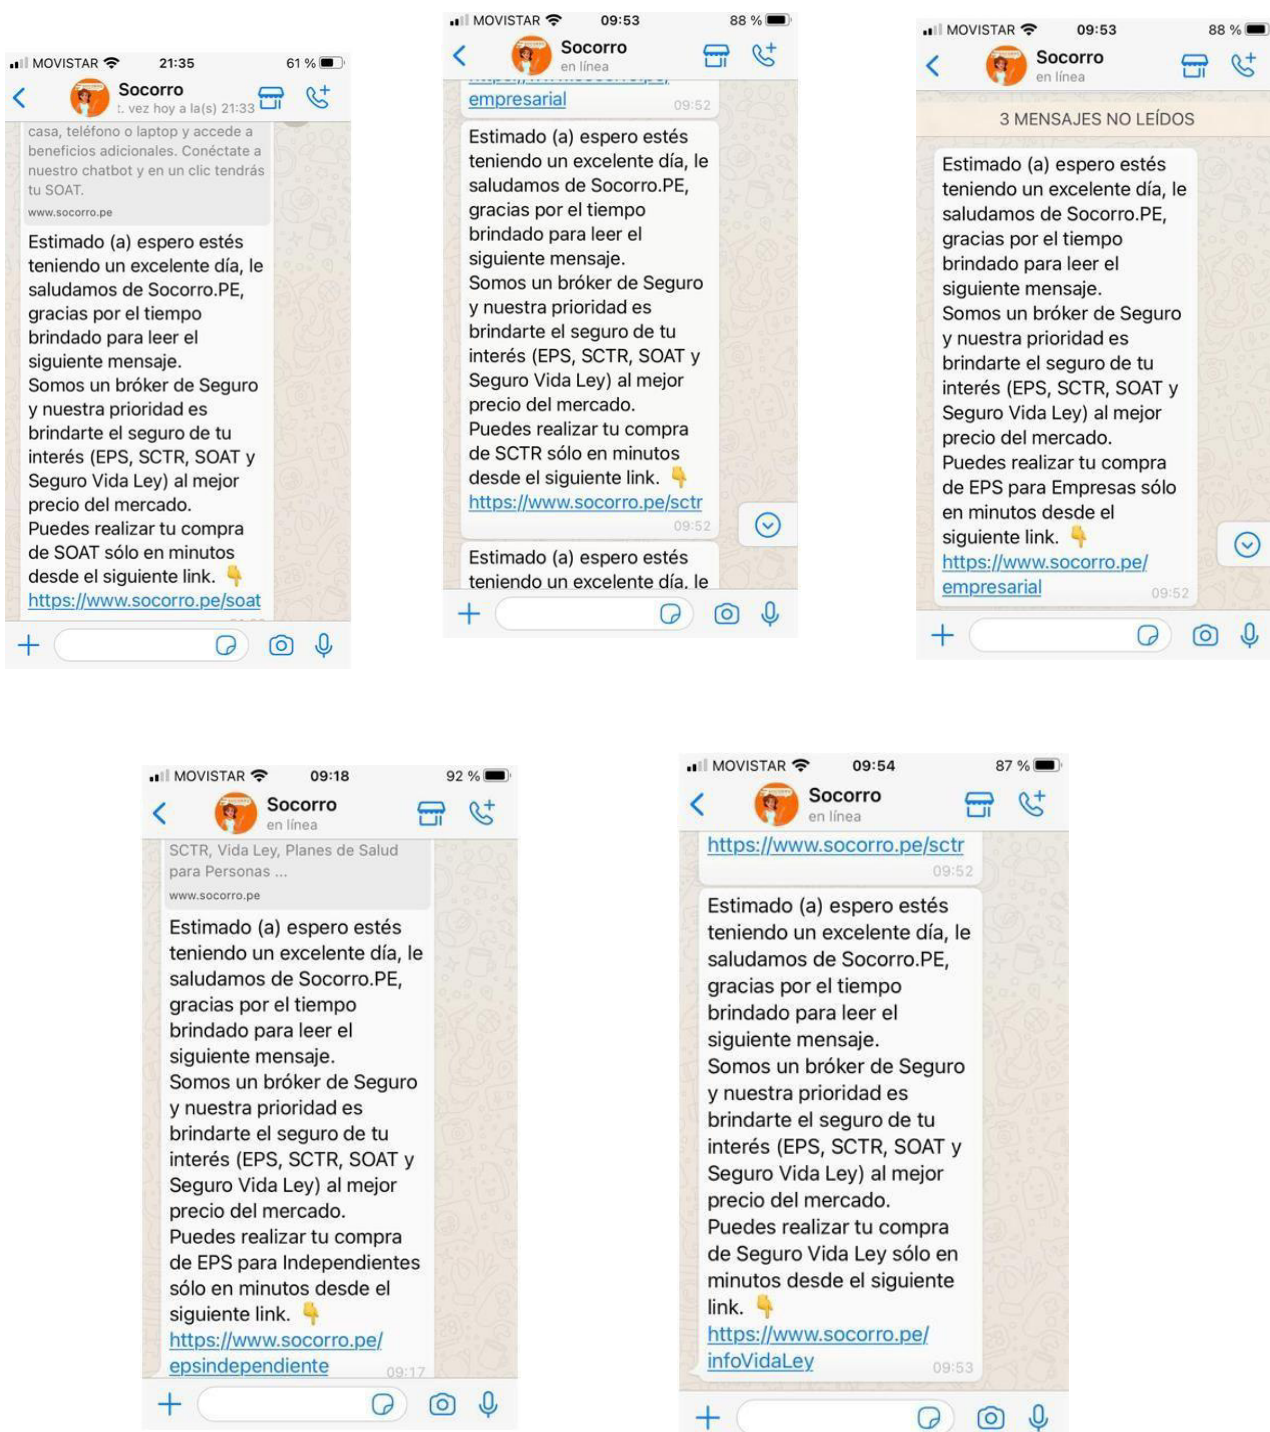 MOVISTAR 21:35 61 %
Socorro
t. vez hoy a la(s) 21:33
casa, teléfono o laptop y accede a
beneficios adicionales. Conéctate a
nuestro chatbot y en un clic tendrás
tu SOAT.
www.socorro.pe
Estimado (a) espero estés
teniendo un excelente día, le
saludamos de Socorro.PE,
gracias por el tiempo
brindado para leer el
siguiente mensaje.
Somos un bróker de Seguro
y nuestra prioridad es
brindarte el seguro de tu
interés (EPS, SCTR, SOAT y
Seguro Vida Ley) al mejor
precio del mercado.
Puedes realizar tu compra
de SOAT sólo en minutos
desde el siguiente link. 👇
https://www.socorro.pe/soat
MOVISTAR 09:53 88 %
Socorro
en línea
empresarial
09:52
Estimado (a) espero estés
teniendo un excelente día, le
saludamos de Socorro.PE,
gracias por el tiempo
brindado para leer el
siguiente mensaje.
Somos un bróker de Seguro
y nuestra prioridad es
brindarte el seguro de tu
interés (EPS, SCTR, SOAT y
Seguro Vida Ley) al mejor
precio del mercado.
Puedes realizar tu compra
de SCTR sólo en minutos
desde el siguiente link. 👇
https://www.socorro.pe/sctr
09:52
Estimado (a) espero estés
teniendo un excelente día, le
MOVISTAR 09:53 88 %
Socorro
en línea
3 MENSAJES NO LEÍDOS
Estimado (a) espero estés
teniendo un excelente día, le
saludamos de Socorro.PE,
gracias por el tiempo
brindado para leer el
siguiente mensaje.
Somos un bróker de Seguro
y nuestra prioridad es
brindarte el seguro de tu
interés (EPS, SCTR, SOAT y
Seguro Vida Ley) al mejor
precio del mercado.
Puedes realizar tu compra
de EPS para Empresas sólo
en minutos desde el
siguiente link. 👇
https://www.socorro.pe/
empresarial
09:52
MOVISTAR 09:18 92 %
Socorro
en línea
SCTR, Vida Ley, Planes de Salud
para Personas ...
www.socorro.pe
Estimado (a) espero estés
teniendo un excelente día, le
saludamos de Socorro.PE,
gracias por el tiempo
brindado para leer el
siguiente mensaje.
Somos un bróker de Seguro
y nuestra prioridad es
brindarte el seguro de tu
interés (EPS, SCTR, SOAT y
Seguro Vida Ley) al mejor
precio del mercado.
Puedes realizar tu compra
de EPS para Independientes
sólo en minutos desde el
siguiente link. 👇
https://www.socorro.pe/
epsindependiente
09:17
MOVISTAR 09:54 87 %
Socorro
en línea
https://www.socorro.pe/sctr
09:52
Estimado (a) espero estés
teniendo un excelente día, le
saludamos de Socorro.PE,
gracias por el tiempo
brindado para leer el
siguiente mensaje.
Somos un bróker de Seguro
y nuestra prioridad es
brindarte el seguro de tu
interés (EPS, SCTR, SOAT y
Seguro Vida Ley) al mejor
precio del mercado.
Puedes realizar tu compra
de Seguro Vida Ley sólo en
minutos desde el siguiente
link. 👇
https://www.socorro.pe/
infoVidaLey
09:53